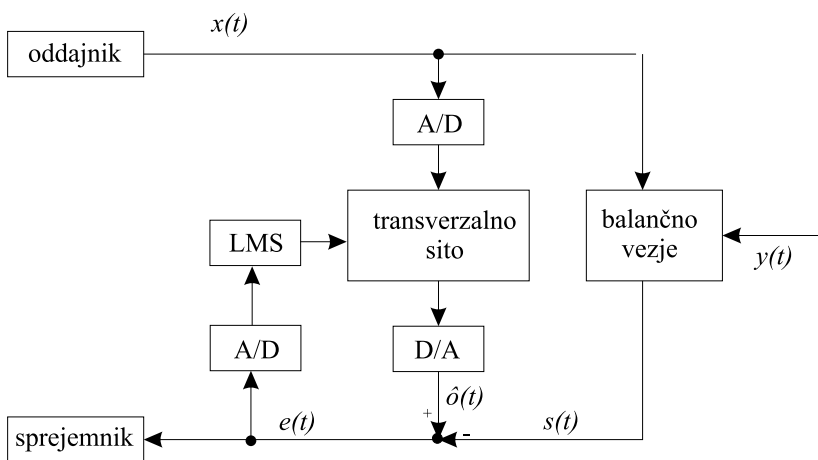 x(t)
oddajnik
A/D
transverzalno
sito
balančno
vezje
LMS
y(t)
A/D
D/A
ô(t)
+
e(t)
-
s(t)
sprejemnik